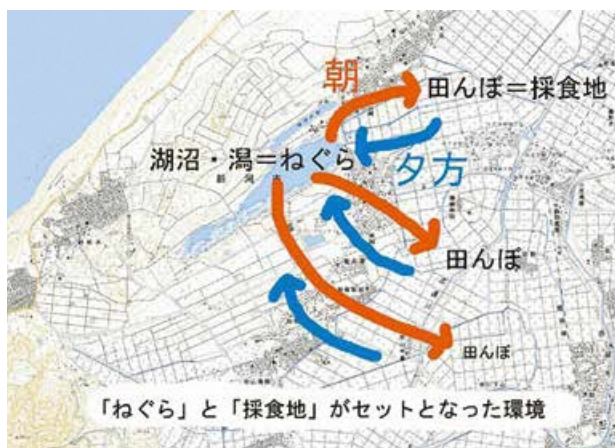 朝
田んぼ＝採食地
湖沼・潟＝ねぐら
夕方
田んぼ
田んぼ
「ねぐら」と「採食地」がセットとなった環境